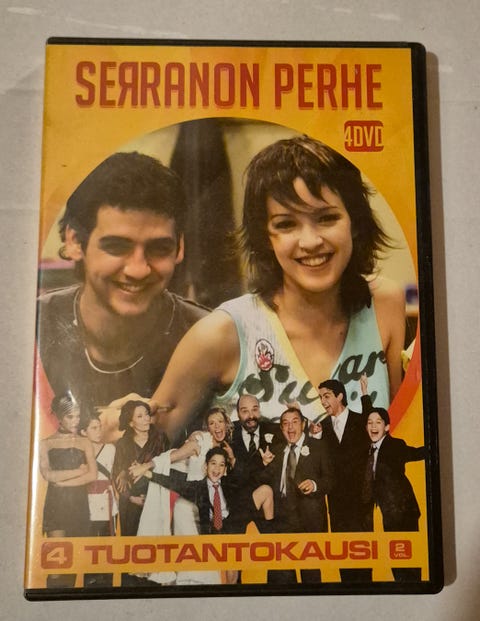 SERRANON PERHE
4DVD
Sugar
4 TUOTANTOKAUSI 2
VOL.